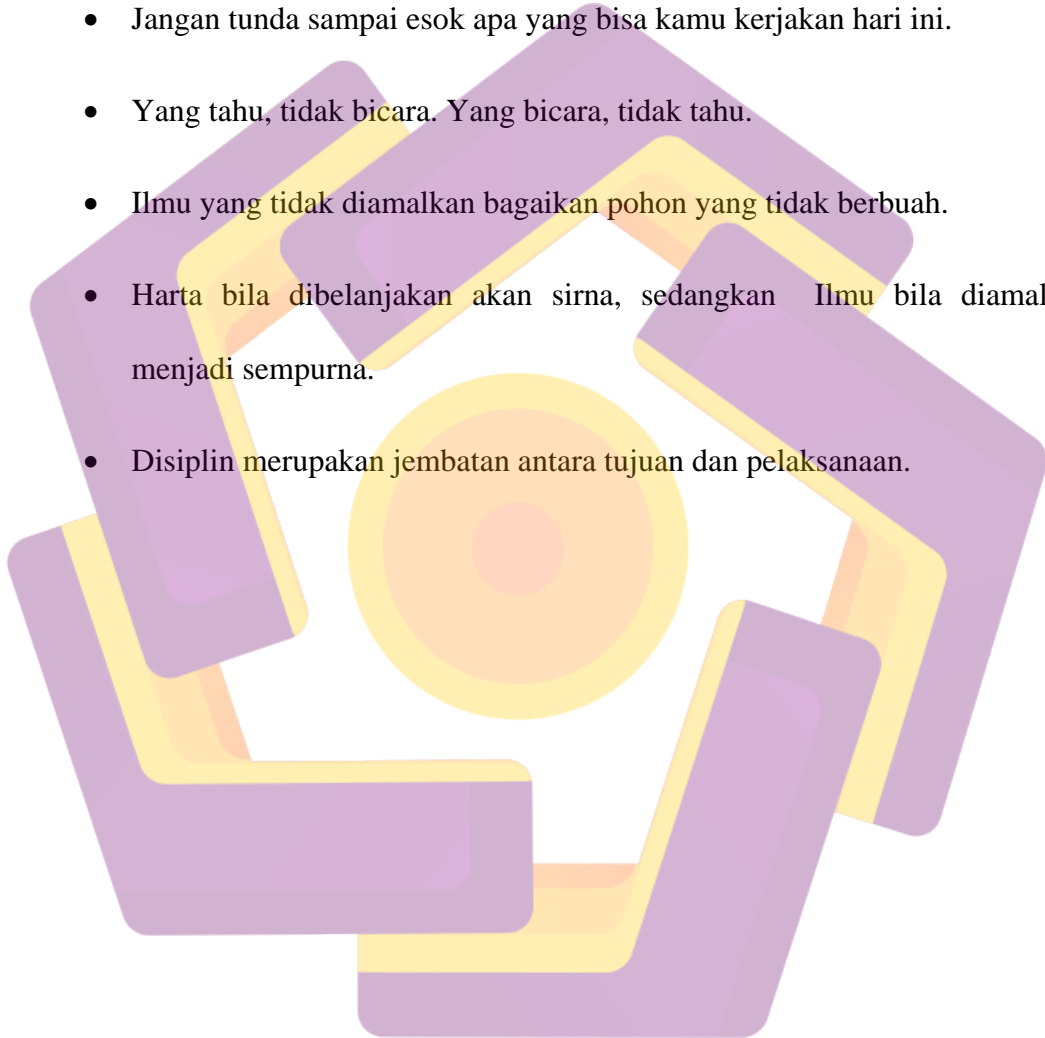 • Jangan tunda sampai esok apa yang bisa kamu kerjakan hari ini.
• Yang tahu, tidak bicara. Yang bicara, tidak tahu.
• Ilmu yang tidak diamalkan bagaikan pohon yang tidak berbuah.
• Harta bila dibelanjakan akan sirna, sedangkan Ilmu bila diamal
menjadi sempurna.
• Disiplin merupakan jembatan antara tujuan dan pelaksanaan.